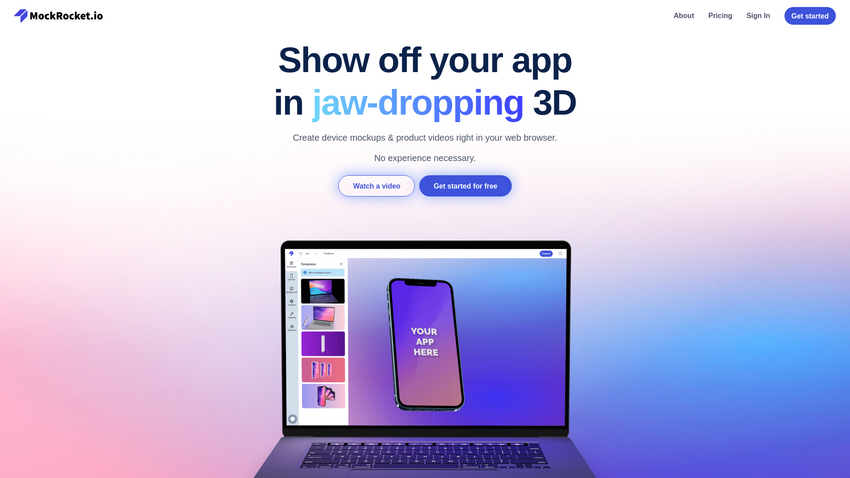 MockRocket.io
About
Pricing
Sign In
Get started
Show off your app
in jaw-dropping 3D
Create device mockups & product videos right in your web browser.
No experience necessary.
Watch a video
Get started for free
Templates
YOUR
APP
HERE